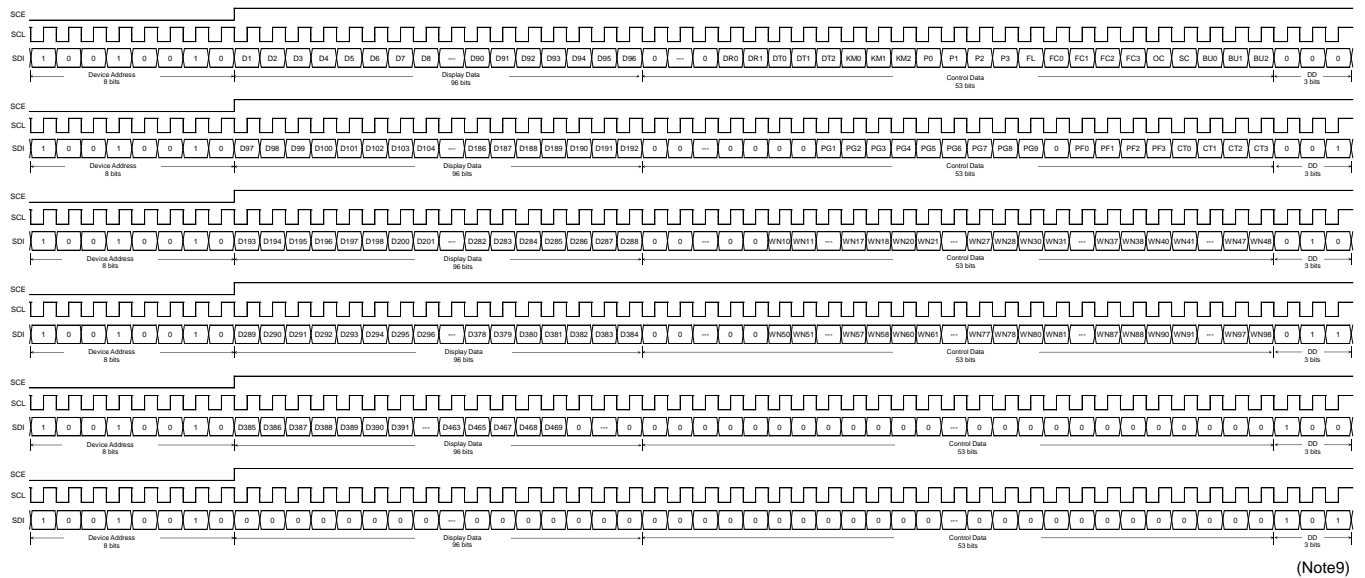 SCE
SCL
SDI 1 0 0 1 0 0 1 0 D1 D2 D3 D4 D5 D6 D7 D8 --- D90 D91 D92 D93 D94 D95 D96 0 --- 0 DR0 DR1 DT0 DT1 DT2 KM0 KM1 KM2 P0 P1 P2 P3 FL FC0 FC1 FC2 FC3 OC SC BU0 BU1 BU2 0 0 0
Device Address Display Data Control Data DD
8 bits 96 bits 53 bits 3 bits
SCE
SCL
SDI 1 0 0 1 0 0 1 0 D97 D98 D99 D100 D101 D102 D103 D104 --- D186 D187 D188 D189 D190 D191 D192 0 0 --- 0 0 0 0 PG1 PG2 PG3 PG4 PG5 PG6 PG7 PG8 PG9 0 PF0 PF1 PF2 PF3 CT0 CT1 CT2 CT3 0 0 1
Device Address Display Data Control Data DD
8 bits 96 bits 53 bits 3 bits
SCE
SCL
SDI 1 0 0 1 0 0 1 0 D193 D194 D195 D196 D197 D198 D200 D201 --- D282 D283 D284 D285 D286 D287 D288 0 0 --- 0 0 WN10 WN11 --- WN17 WN18 WN20 WN21 --- WN27 WN28 WN30 WN31 --- WN37 WN38 WN40 WN41 --- WN47 WN48 0 1 0
Device Address Display Data Control Data DD
8 bits 96 bits 53 bits 3 bits
SCE
SCL
SDI 1 0 0 1 0 0 1 0 D289 D290 D291 D292 D293 D294 D295 D296 --- D378 D379 D380 D381 D382 D383 D384 0 0 --- 0 0 WN50 WN51 --- WN57 WN58 WN60 WN61 --- WN77 WN78 WN80 WN81 --- WN87 WN88 WN90 WN91 --- WN97 WN98 0 1 1
Device Address Display Data Control Data DD
8 bits 96 bits 53 bits 3 bits
SCE
SCL
SDI 1 0 0 1 0 0 1 0 D385 D386 D387 D388 D389 D390 D391 --- D463 D465 D467 D468 D469 0 --- 0 0 0 0 0 0 0 0 0 0 0 0 0 --- 0 0 0 0 0 0 0 0 0 0 0 0 1 0 0
Device Address Display Data Control Data DD
8 bits 96 bits 53 bits 3 bits
SCE
SCL
SDI 1 0 0 1 0 0 1 0 0 0 0 0 0 0 0 0 --- 0 0 0 0 0 0 0 0 0 0 0 0 0 0 0 0 0 0 0 0 --- 0 0 0 0 0 0 0 0 0 0 0 0 1 0 1
Device Address Display Data Control Data DD
8 bits 96 bits 53 bits 3 bits
(Note9)